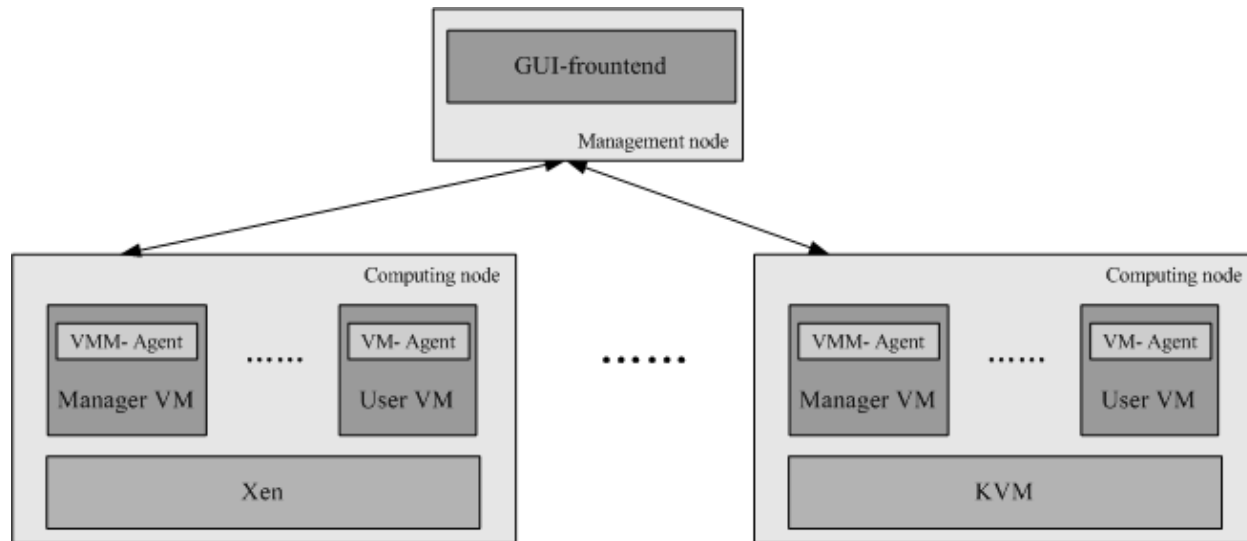 GUI-frountend
Management node
Computing node
VMM- Agent
......
VM- Agent
Manager VM
User VM
Xen
......
Computing node
VMM- Agent
......
VM- Agent
Manager VM
User VM
KVM